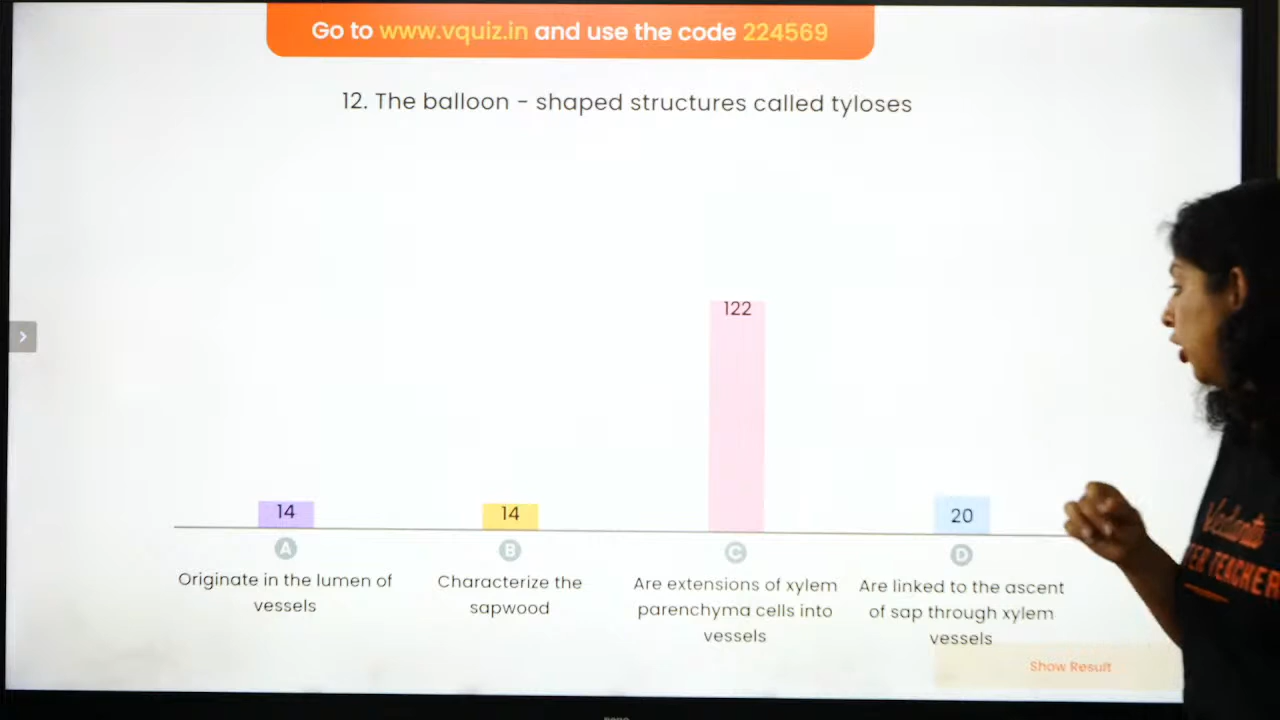 Go to www.vquiz.in and use the code 224569
12. The balloon - shaped structures called tyloses
122
14
14
20
A
B
C
D
Originate in the lumen of
vessels
Characterize the
sapwood
Are extensions of xylem
parenchyma cells into
vessels
Are linked to the ascent
of sap through xylem
vessels
Show Result
Vedantu
TEACHER